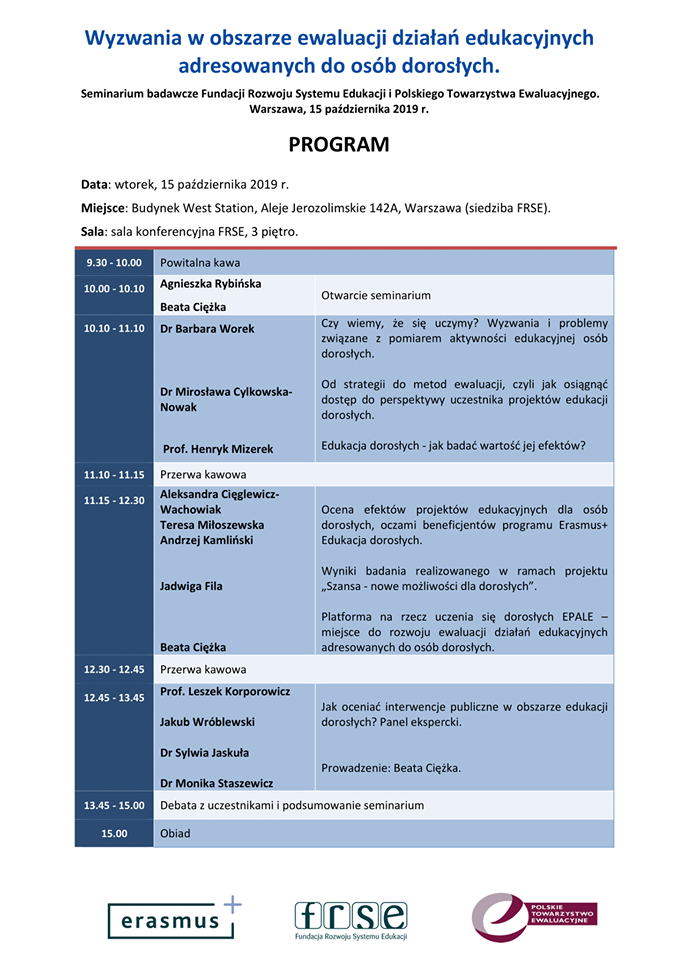 Wyzwania w obszarze ewaluacji działań edukacyjnych
adresowanych do osób dorosłych.
Seminarium badawcze Fundacji Rozwoju Systemu Edukacji i Polskiego Towarzystwa Ewaluacyjnego.
Warszawa, 15 października 2019 r.
PROGRAM
Data: wtorek, 15 października 2019 r.
Miejsce: Budynek West Station, Aleje Jerozolimskie 142A, Warszawa (siedziba FRSE).
Sala: sala konferencyjna FRSE, 3 piętro.
9.30 - 10.00
Powitalna kawa
10.00 - 10.10
Agnieszka Rybińska
Beata Ciężka
Otwarcie seminarium
10.10 - 11.10
Dr Barbara Worek
Czy wiemy, że się uczymy? Wyzwania i problemy
związane z pomiarem aktywności edukacyjnej osób
dorosłych.
Dr Mirosława Cylkowska-
Nowak
Od strategii do metod ewaluacji, czyli jak osiągnąć
dostęp do perspektywy uczestnika projektów edukacji
dorosłych.
Prof. Henryk Mizerek
Edukacja dorosłych - jak badać wartość jej efektów?
11.10 - 11.15
Przerwa kawowa
11.15 - 12.30
Aleksandra Cięglewicz-
Wachowiak
Teresa Miłoszewska
Andrzej Kamliński
Ocena efektów projektów edukacyjnych dla osób
dorosłych, oczami beneficjentów programu Erasmus+
Edukacja dorosłych.
Jadwiga Fila
Wyniki badania realizowanego w ramach projektu
„Szansa - nowe możliwości dla dorosłych”.
Beata Ciężka
Platforma na rzecz uczenia się dorosłych EPALE –
miejsce do rozwoju ewaluacji działań edukacyjnych
adresowanych do osób dorosłych.
12.30 - 12.45
Przerwa kawowa
12.45 - 13.45
Prof. Leszek Korporowicz
Jakub Wróblewski
Dr Sylwia Jaskuła
Dr Monika Staszewicz
Jak oceniać interwencje publiczne w obszarze edukacji
dorosłych? Panel ekspercki.
Prowadzenie: Beata Ciężka.
13.45 - 15.00
Debata z uczestnikami i podsumowanie seminarium
15.00
Obiad
erasmus+
frse
Fundacja Rozwoju Systemu Edukacji
POLSKIE
TOWARZYSTWO
EWALUACYJNE